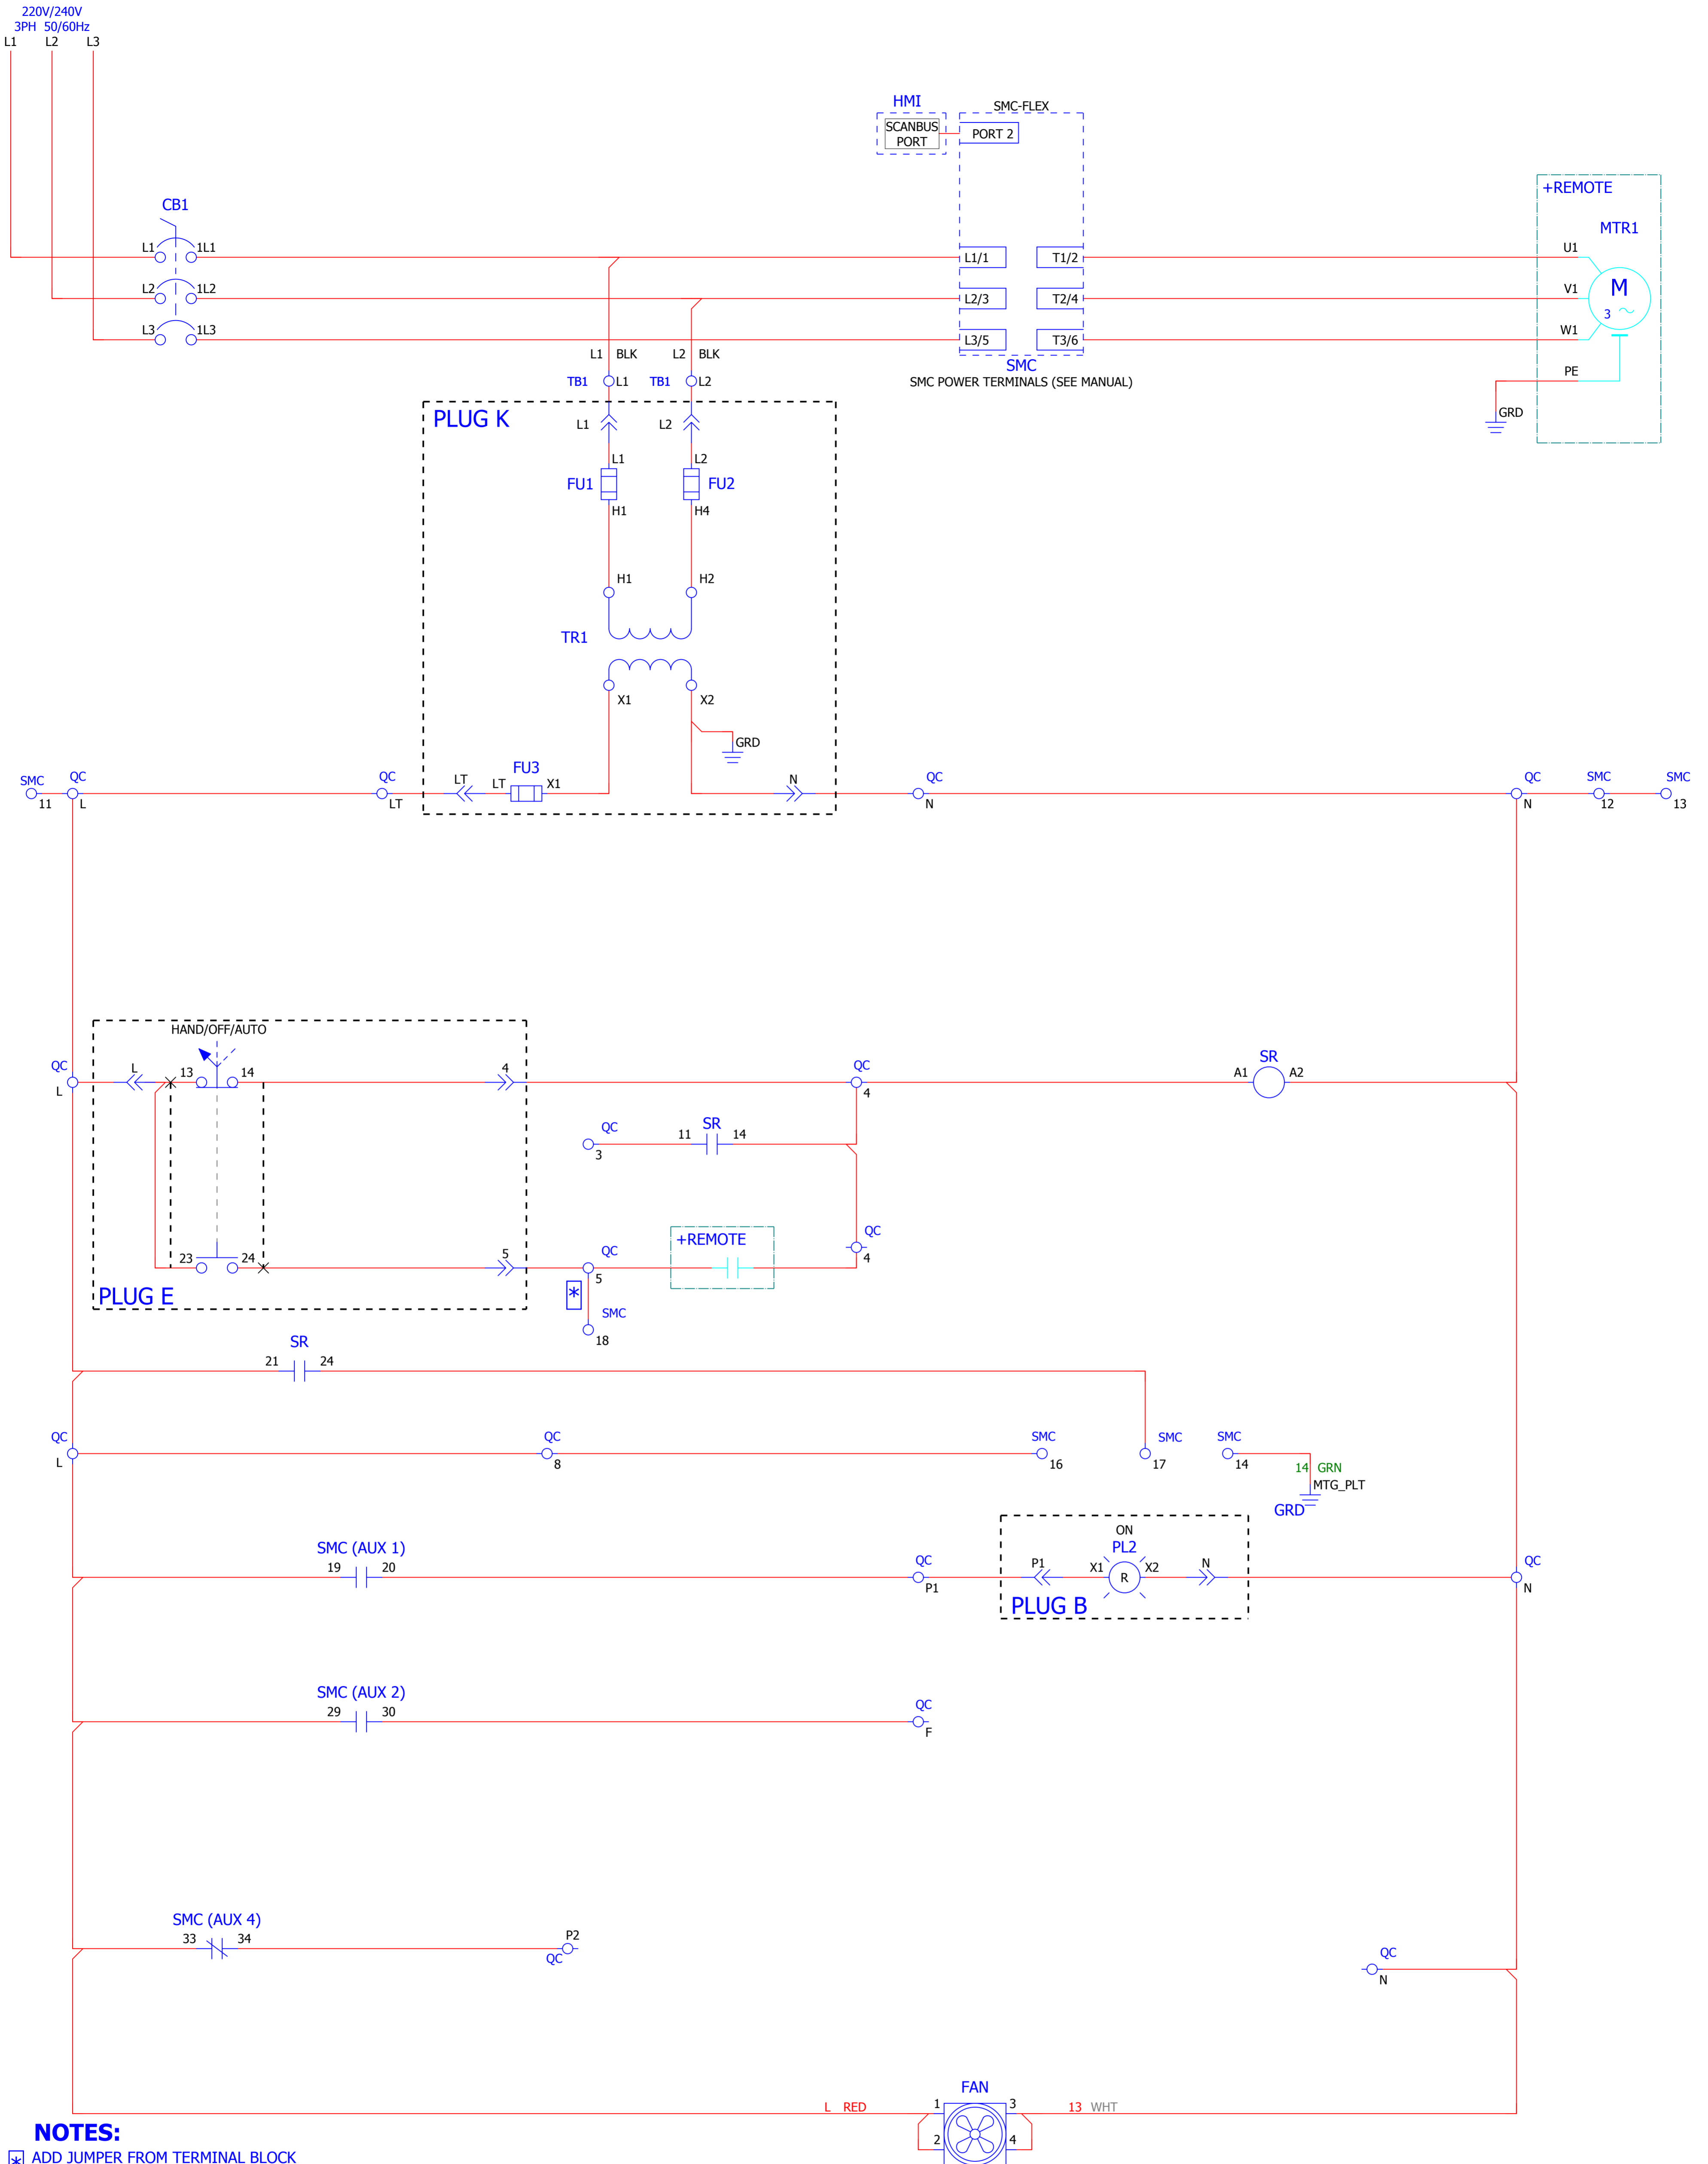 220V/240V
3PH 50/60Hz
L1 L2 L3
HMI
SMC-FLEX
SCANBUS
PORT
PORT 2
+REMOTE
CB1
MTR1
L1 1L1 L1/1 T1/2 U1
L2 1L2 L2/3 T2/4 V1
M
3
L3 1L3 L3/5 T3/6 W1
L1 BLK L2 BLK
SMC
SMC POWER TERMINALS (SEE MANUAL)
PE
TB1 L1 TB1 L2
GRD
PLUG K
L1 L2
L1 L2
FU1 FU2
H1 H4
H1 H2
TR1
X1 X2
GRD
SMC QC QC LT LT FU3 X1 N QC QC SMC SMC
11 L LT N N 12 13
HAND/OFF/AUTO
QC L 13 14 4 QC SR
L 4 A1 A2
QC 11 SR 14
3
QC
4
+REMOTE
23 24 5 QC
5
PLUG E
*
SMC
18
SR
21 24
QC QC SMC SMC SMC
L 8 16 17 14
14 GRN
MTG_PLT
GRD
ON
PL2
SMC (AUX 1)
19 20 QC P1 X1 R X2 N QC
P1 N
PLUG B
SMC (AUX 2)
29 30 QC
F
SMC (AUX 4)
33 34 P2
QC
QC
N
FAN
L RED 1 3 13 WHT
2 4
NOTES:
* ADD JUMPER FROM TERMINAL BLOCK